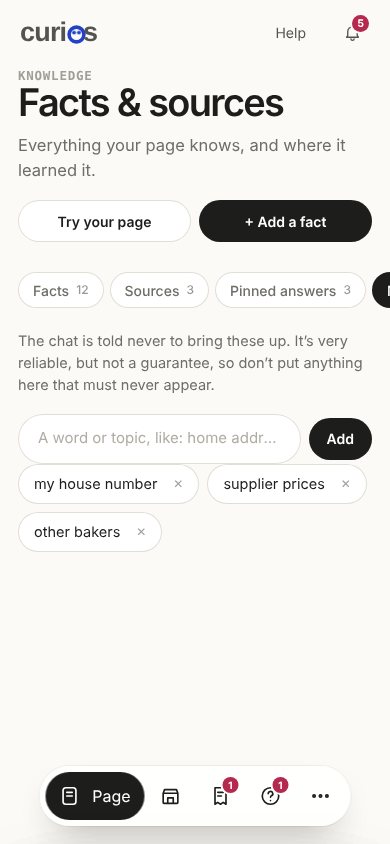 curios
Help
5
KNOWLEDGE
Facts & sources
Everything your page knows, and where it
learned it.
Try your page
+ Add a fact
Facts 12
Sources 3
Pinned answers 3
The chat is told never to bring these up. It’s very
reliable, but not a guarantee, so don’t put anything
here that must never appear.
A word or topic, like: home addr...
Add
my house number ×
supplier prices ×
other bakers ×
Page
1
1